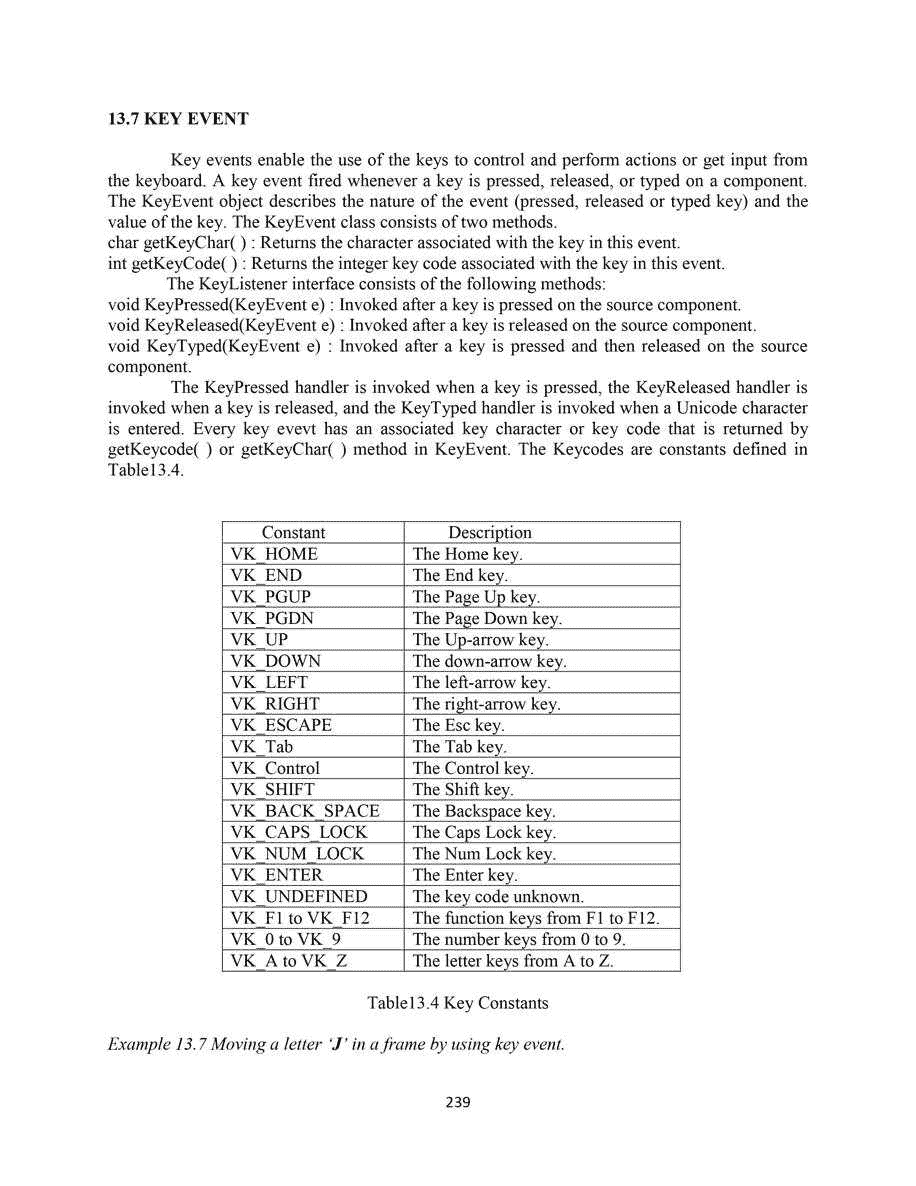 13.7 KEY EVENT
Key events enable the use of the keys to control and perform actions or get input from
the keyboard. A key event fired whenever a key is pressed, released, or typed on a component.
The KeyEvent object describes the nature of the event (pressed, released or typed key) and the
value of the key. The KeyEvent class consists of two methods.
char getKeyChar( ) : Returns the character associated with the key in this event.
int getKeyCode( ) : Returns the integer key code associated with the key in this event.
The KeyListener interface consists of the following methods:
void KeyPressed(KeyEvent e) : Invoked after a key is pressed on the source component.
void KeyReleased(KeyEvent e) : Invoked after a key is released on the source component.
void KeyTyped(KeyEvent e) : Invoked after a key is pressed and then released on the source
component.
The KeyPressed handler is invoked when a key is pressed, the KeyReleased handler is
invoked when a key is released, and the KeyTyped handler is invoked when a Unicode character
is entered. Every key evevt has an associated key character or key code that is returned by
getKeycode( ) or getKeyChar( ) method in KeyEvent. The Keycodes are constants defined in
Table13.4.
Constant Description
VK_HOME The Home key.
VK_END The End key.
VK_PGUP The Page Up key.
VK_PGDN The Page Down key.
VK_UP The Up-arrow key.
VK_DOWN The down-arrow key.
VK_LEFT The left-arrow key.
VK_RIGHT The right-arrow key.
VK_ESCAPE The Esc key.
VK_Tab The Tab key.
VK_Control The Control key.
VK_SHIFT The Shift key.
VK_BACK_SPACE The Backspace key.
VK_CAPS_LOCK The Caps Lock key.
VK_NUM_LOCK The Num Lock key.
VK_ENTER The Enter key.
VK_UNDEFINED The key code unknown.
VK_F1 to VK_F12 The function keys from F1 to F12.
VK_0 to VK_9 The number keys from 0 to 9.
VK_A to VK_Z The letter keys from A to Z.
Table13.4 Key Constants
Example 13.7 Moving a letter ‘J’ in a frame by using key event.
239